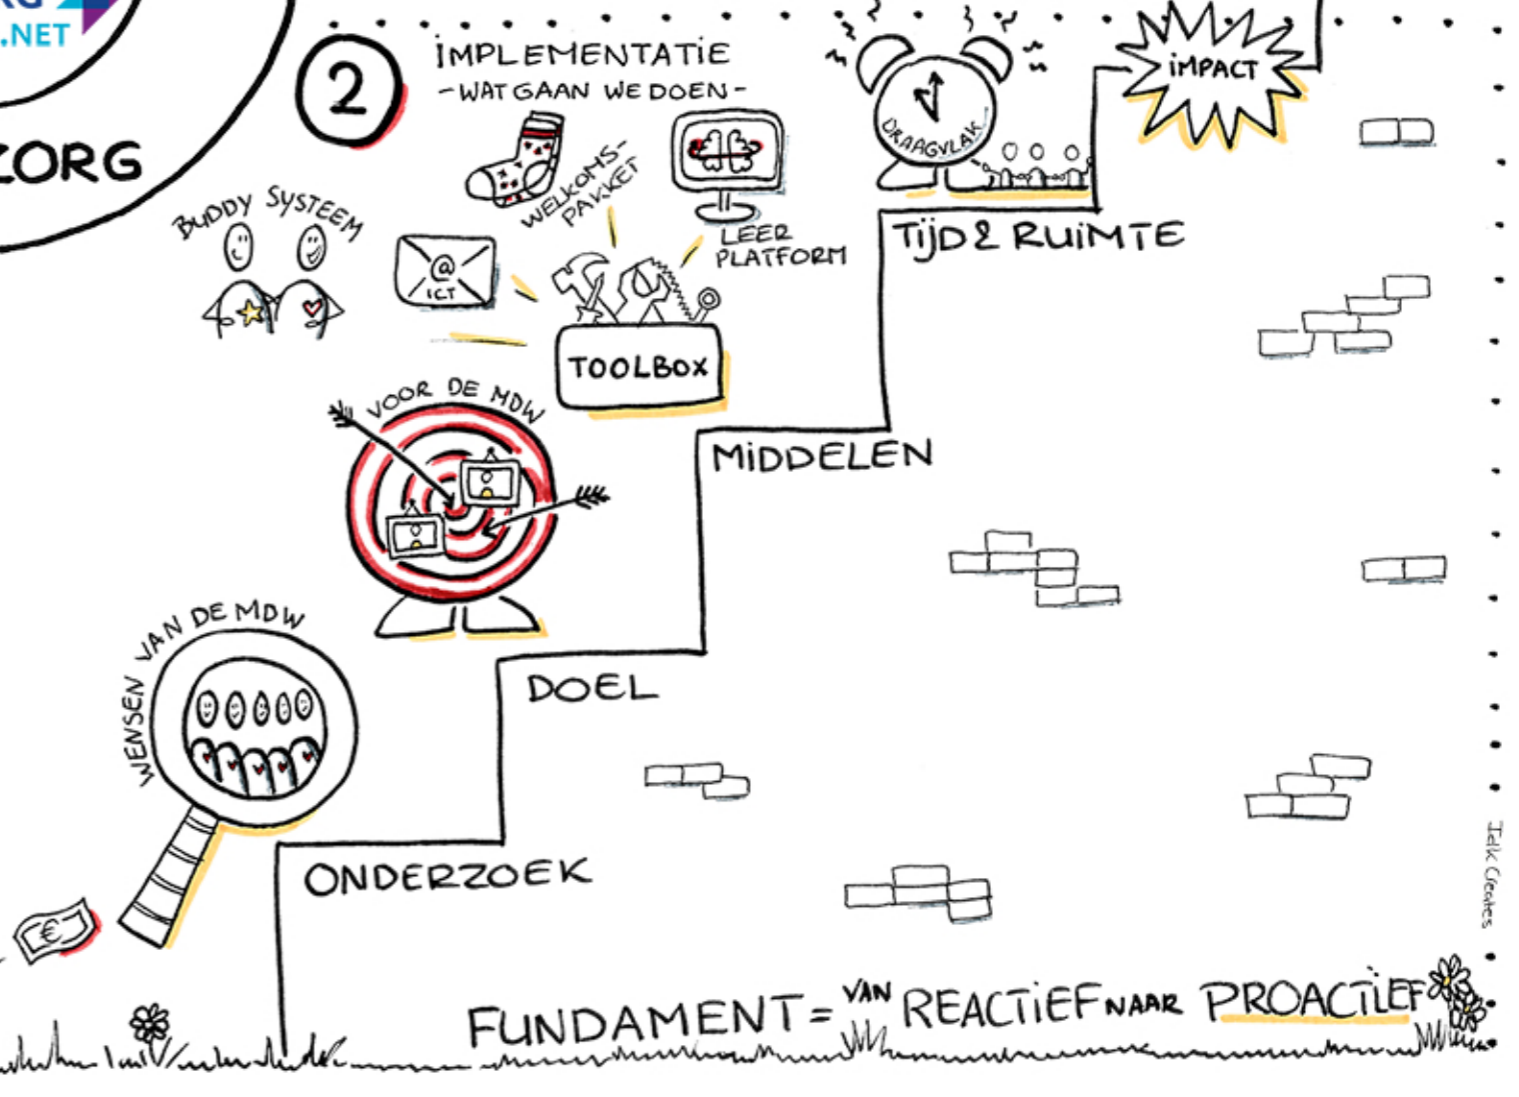 .NET
ZORG
2
IMPLEMENTATIE
- WAT GAAN WE DOEN -
IMPACT
DRAAGVLAK
BUDDY SYSTEEM
WELKOMS-
PAKKET
LEER
PLATFORM
@
ICT
TOOLBOX
TIJD & RUIMTE
VOOR DE MDW
MIDDELEN
WENSEN VAN DE MDW
DOEL
ONDERZOEK
€
FUNDAMENT = VAN REACTIEF NAAR PROACTIEF